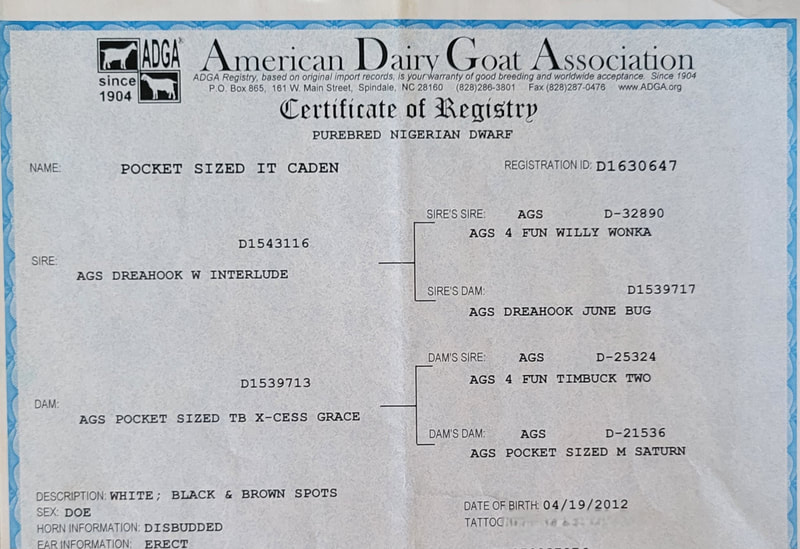 ADGA
since
1904
American Dairy Goat Association
ADGA Registry, based on original import records, is your warranty of good breeding and worldwide acceptance. Since 1904
P.O. Box 865, 161 W. Main Street, Spindale, NC 28160 (828)286-3801 Fax (828)287-0476 www.ADGA.org
Certificate of Registry
PUREBRED NIGERIAN DWARF
NAME: POCKET SIZED IT CADEN
REGISTRATION ID: D1630647
SIRE'S SIRE: AGS D-32890
AGS 4 FUN WILLY WONKA
D1543116
SIRE:
AGS DREAHOOK W INTERLUDE
SIRE'S DAM: D1539717
AGS DREAHOOK JUNE BUG
DAM'S SIRE: AGS D-25324
AGS 4 FUN TIMBUCK TWO
D1539713
DAM:
AGS POCKET SIZED TB X-CESS GRACE
DAM'S DAM: AGS D-21536
AGS POCKET SIZED M SATURN
DESCRIPTION: WHITE; BLACK & BROWN SPOTS
SEX: DOE
HORN INFORMATION: DISBUDDED
EAR INFORMATION: ERECT
DATE OF BIRTH: 04/19/2012